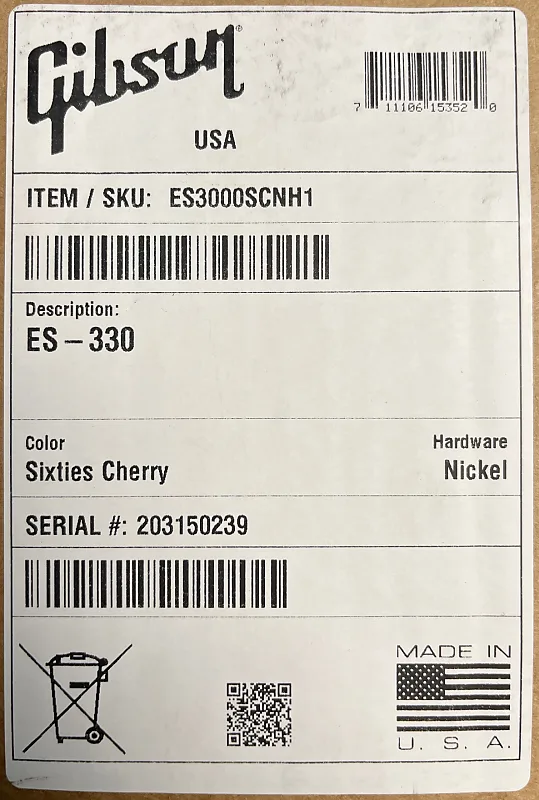 Gibson
7 11106 15352 0
USA
ITEM / SKU: ES3000SCNH1
Description:
ES – 330
Color
Hardware
Sixties Cherry
Nickel
SERIAL #: 203150239
MADE IN
U. S. A.